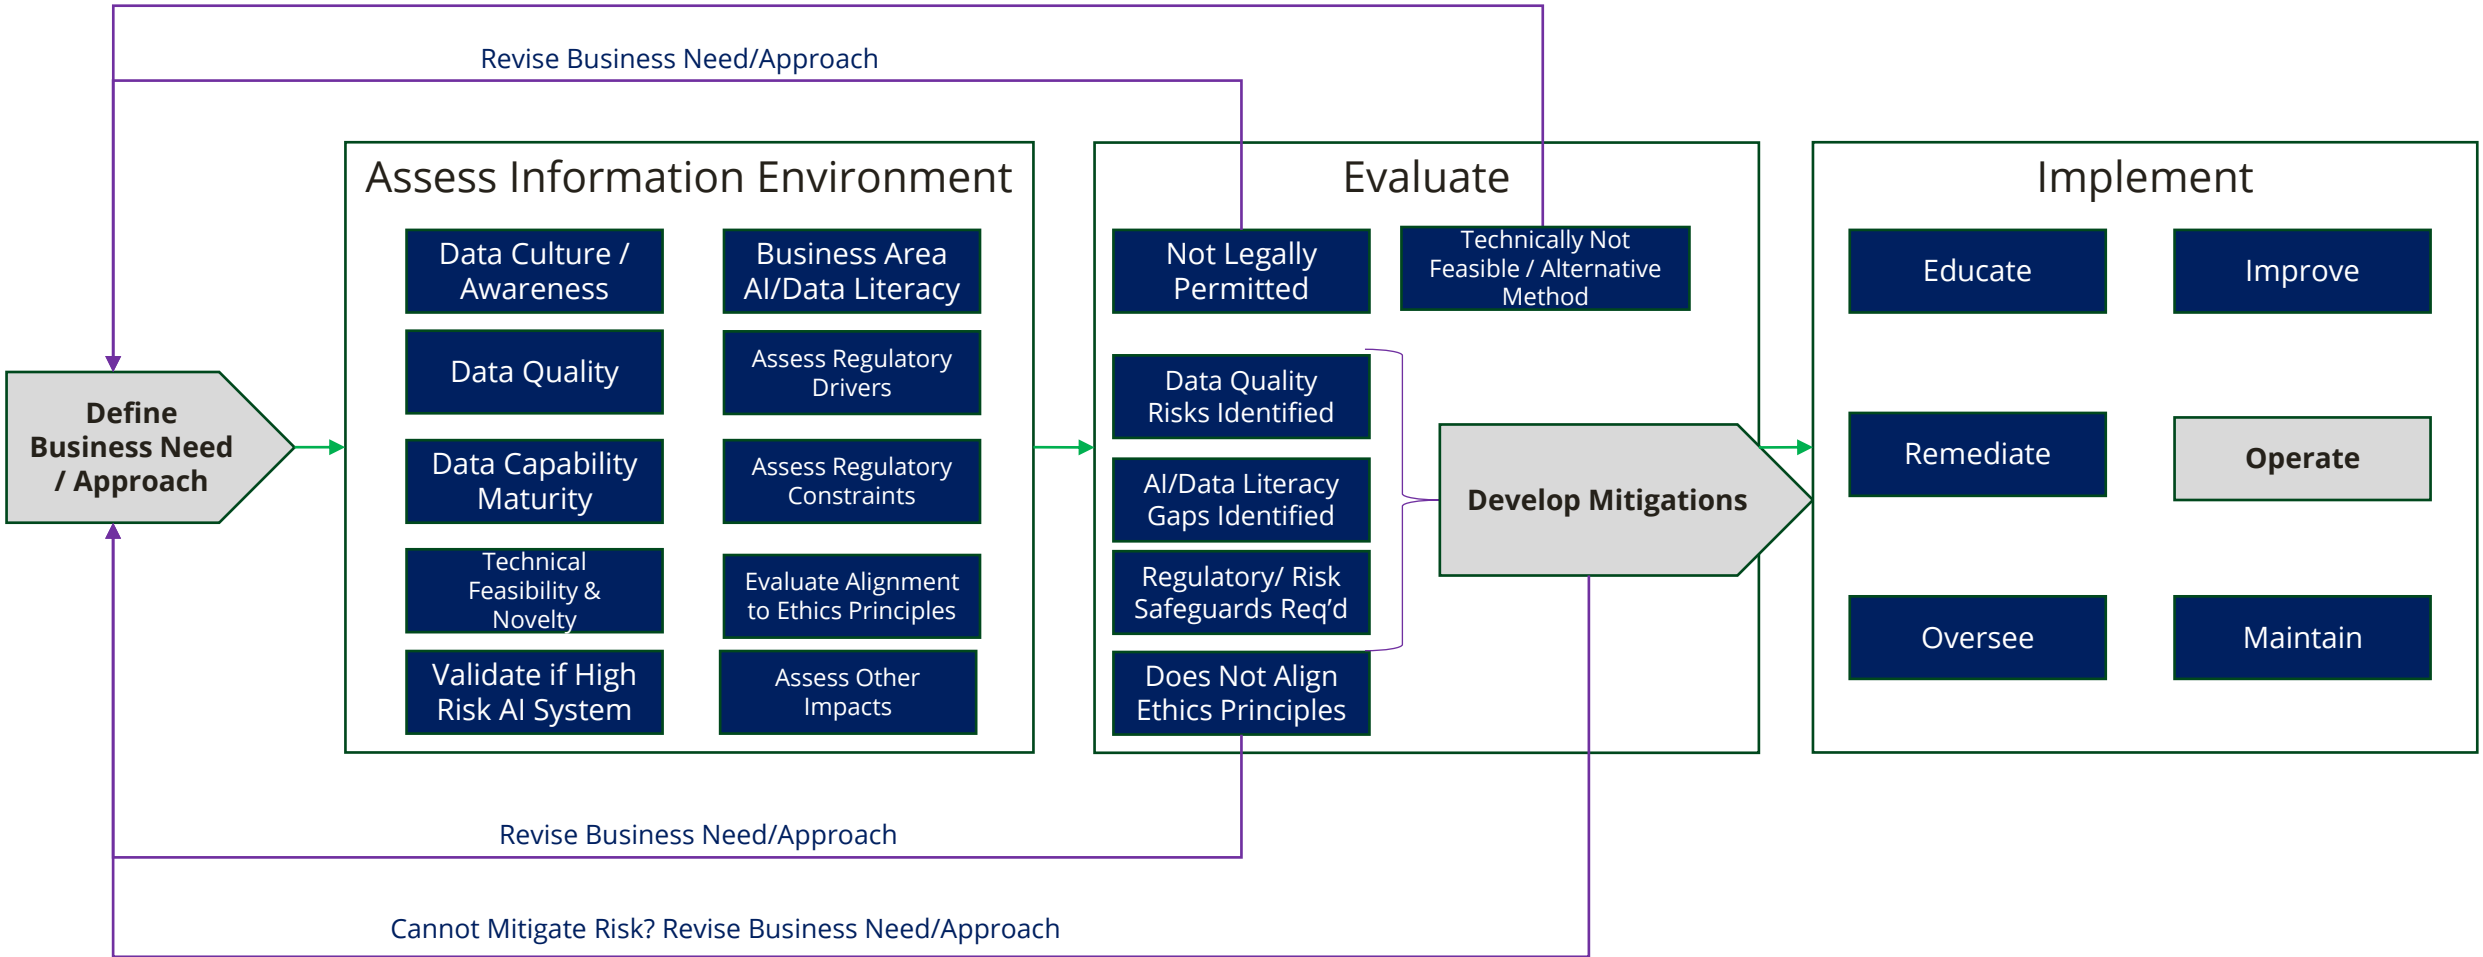 Revise Business Need/Approach
Define
Business Need
/ Approach
Assess Information Environment
Data Culture /
Awareness
Business Area
AI/Data Literacy
Data Quality
Assess Regulatory
Drivers
Data Capability
Maturity
Assess Regulatory
Constraints
Technical
Feasibility &
Novelty
Evaluate Alignment
to Ethics Principles
Validate if High
Risk AI System
Assess Other
Impacts
Evaluate
Not Legally
Permitted
Technically Not
Feasible / Alternative
Method
Data Quality
Risks Identified
AI/Data Literacy
Gaps Identified
Regulatory/ Risk
Safeguards Req’d
Does Not Align
Ethics Principles
Develop Mitigations
Implement
Educate
Improve
Remediate
Operate
Oversee
Maintain
Revise Business Need/Approach
Cannot Mitigate Risk? Revise Business Need/Approach